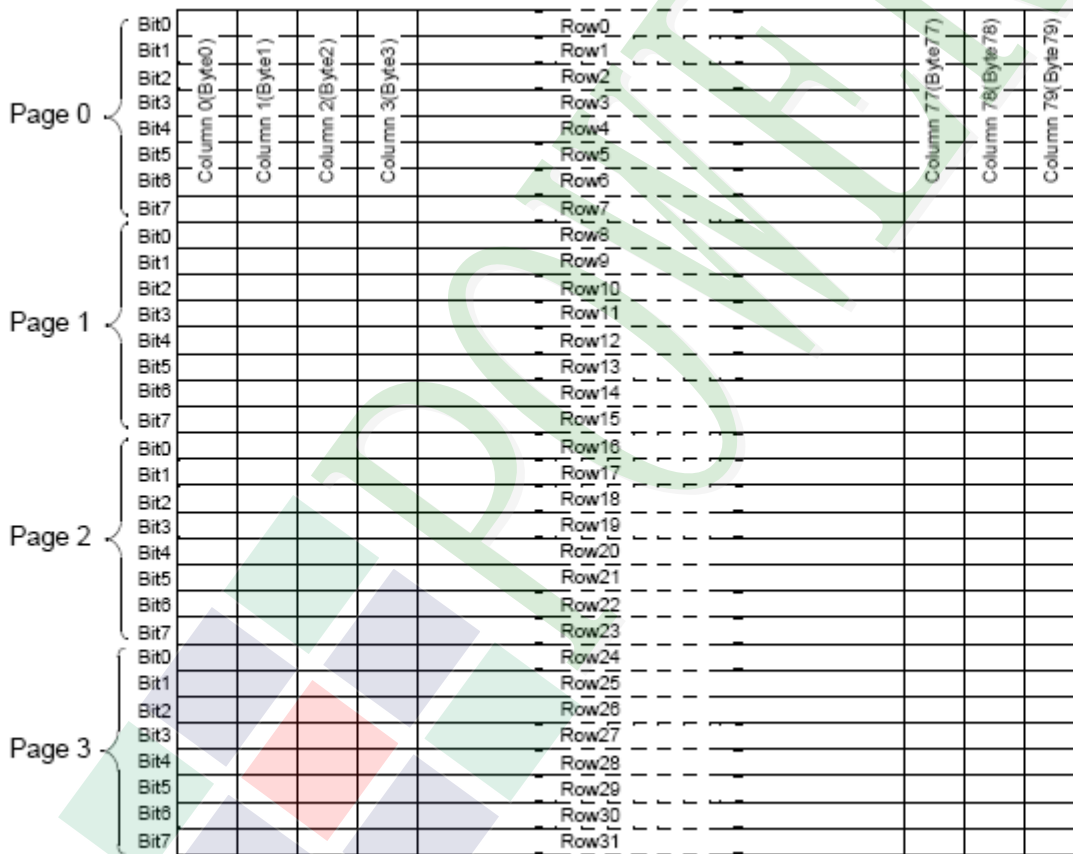 Bit0 Row0
Bit1 Row1
Bit2 Row2
Page 0 Bit3 Row3
Bit4 Row4
Bit5 Row5
Bit6 Row6
Bit7 Row7
Column 0(Byte0)
Column 1(Byte1)
Column 2(Byte2)
Column 3(Byte3)
Column 77(Byte77)
Column 78(Byte78)
Column 79(Byte79)
Bit0 Row8
Bit1 Row9
Bit2 Row10
Page 1 Bit3 Row11
Bit4 Row12
Bit5 Row13
Bit6 Row14
Bit7 Row15
Bit0 Row16
Bit1 Row17
Bit2 Row18
Page 2 Bit3 Row19
Bit4 Row20
Bit5 Row21
Bit6 Row22
Bit7 Row23
Bit0 Row24
Bit1 Row25
Bit2 Row26
Page 3 Bit3 Row27
Bit4 Row28
Bit5 Row29
Bit6 Row30
Bit7 Row31
POWE